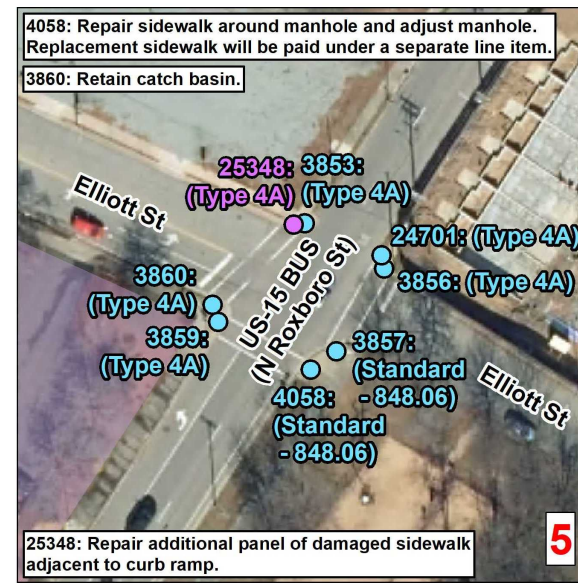 4058: Repair sidewalk around manhole and adjust manhole.
Replacement sidewalk will be paid under a separate line item.
3860: Retain catch basin.
25348:
(Type 4A)
3853:
(Type 4A)
Elliott St
24701: (Type 4A)
3856: (Type 4A)
US-15 BUS
(N Roxboro St)
3860:
(Type 4A)
3859:
(Type 4A)
3857:
(Standard
- 848.06)
4058:
(Standard
- 848.06)
Elliott St
5
25348: Repair additional panel of damaged sidewalk
adjacent to curb ramp.